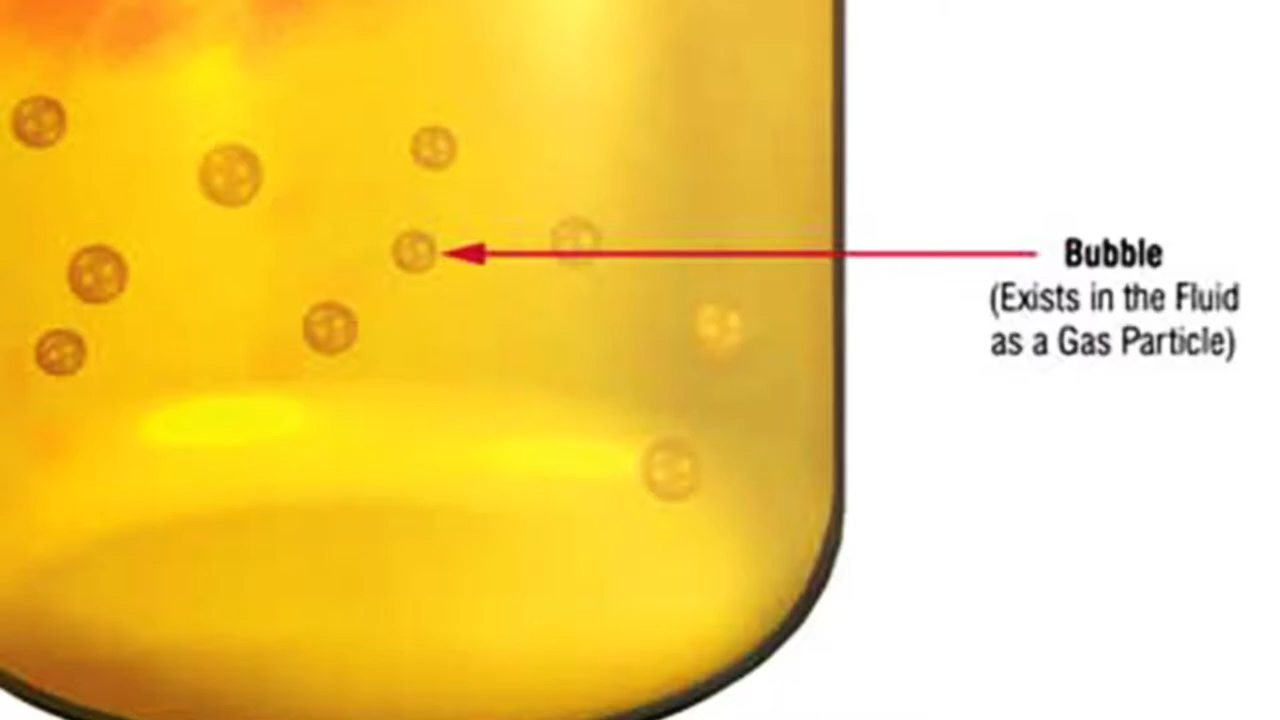 Bubble
(Exists in the Fluid
as a Gas Particle)